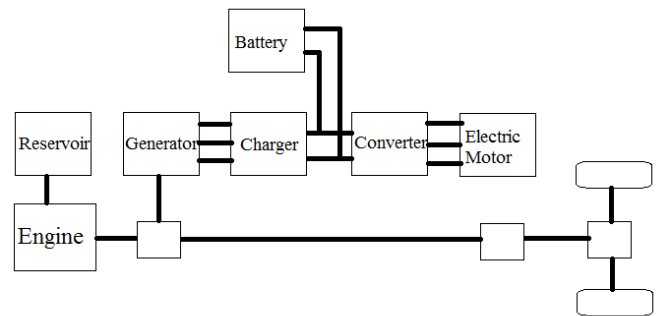 Battery
Reservoir
Generator
Charger
Converter
Electric
Motor
Engine